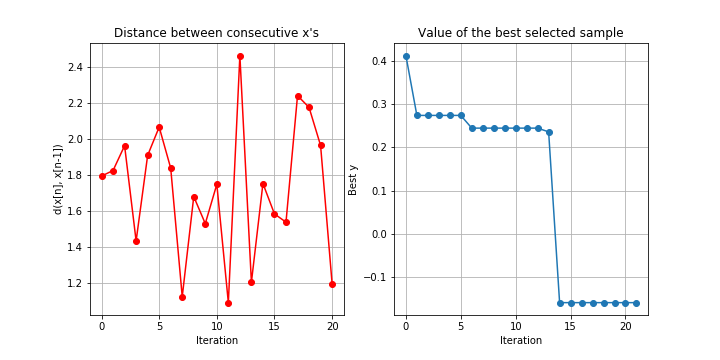 Distance between consecutive x's
d(x[n], x[n-1])
2.4
2.2
2.0
1.8
1.6
1.4
1.2
0 5 10 15 20
Iteration
Value of the best selected sample
Best y
0.4
0.3
0.2
0.1
0.0
−0.1
0 5 10 15 20
Iteration